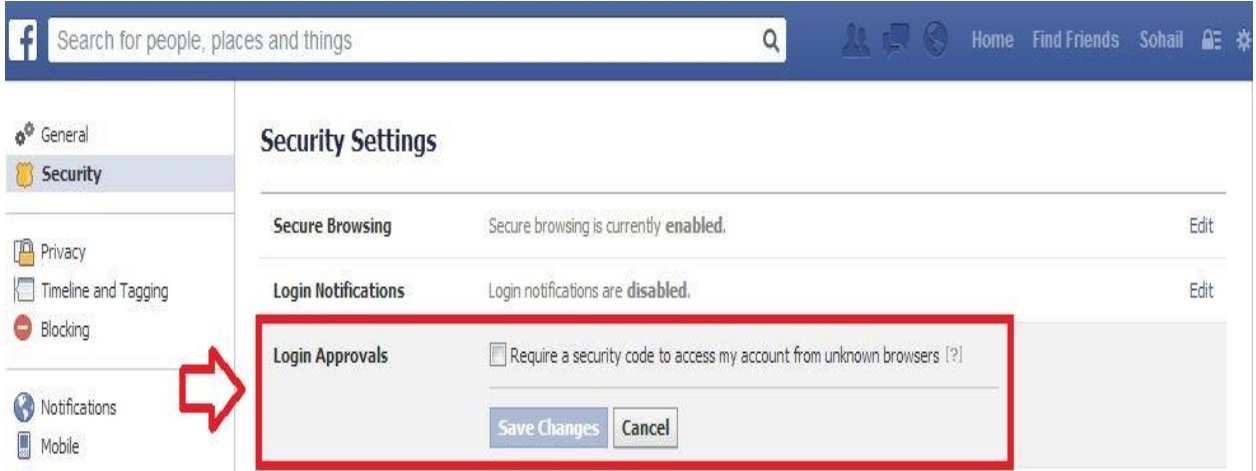 f Search for people, places and things Home Find Friends Sohail
General
Security
Privacy
Timeline and Tagging
Blocking
Notifications
Mobile
Security Settings
Secure Browsing Secure browsing is currently enabled. Edit
Login Notifications Login notifications are disabled. Edit
Login Approvals Require a security code to access my account from unknown browsers [?]
Save Changes Cancel